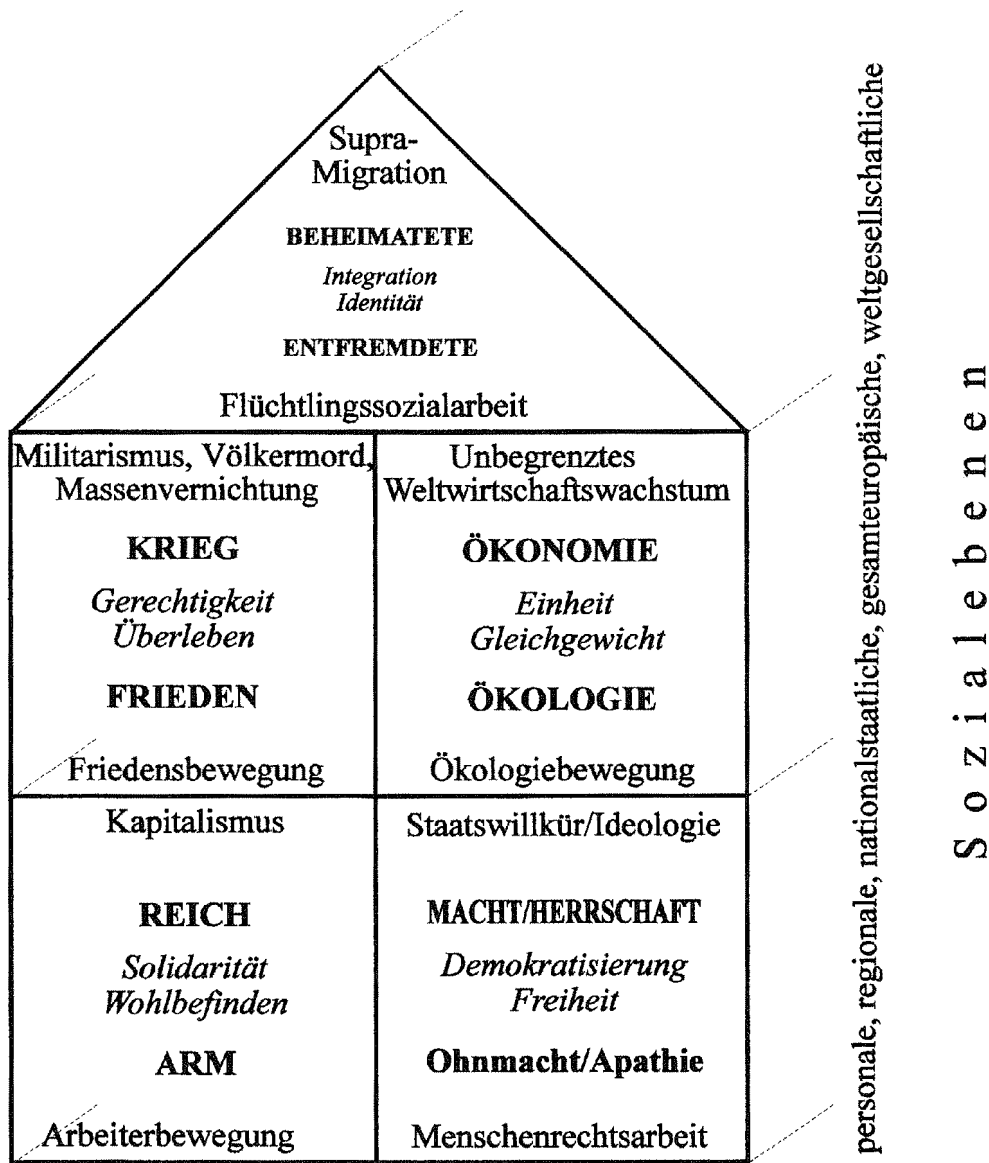 Supra-
Migration
BEHEIMATETE
Integration
Identität
ENTFREMDETE
Flüchtlingssozialarbeit
Militarismus, Völkermord,
Massenvernichtung
KRIEG
Gerechtigkeit
Überleben
FRIEDEN
Friedensbewegung
Unbegrenztes
Weltwirtschaftswachstum
ÖKONOMIE
Einheit
Gleichgewicht
ÖKOLOGIE
Ökologiebewegung
Kapitalismus
REICH
Solidarität
Wohlbefinden
ARM
Arbeiterbewegung
Staatswillkür/Ideologie
MACHT/HERRSCHAFT
Demokratisierung
Freiheit
Ohnmacht/Apathie
Menschenrechtsarbeit
personale, regionale, nationalstaatliche, gesamteuropäische, weltgesellschaftliche
Sozialebenen